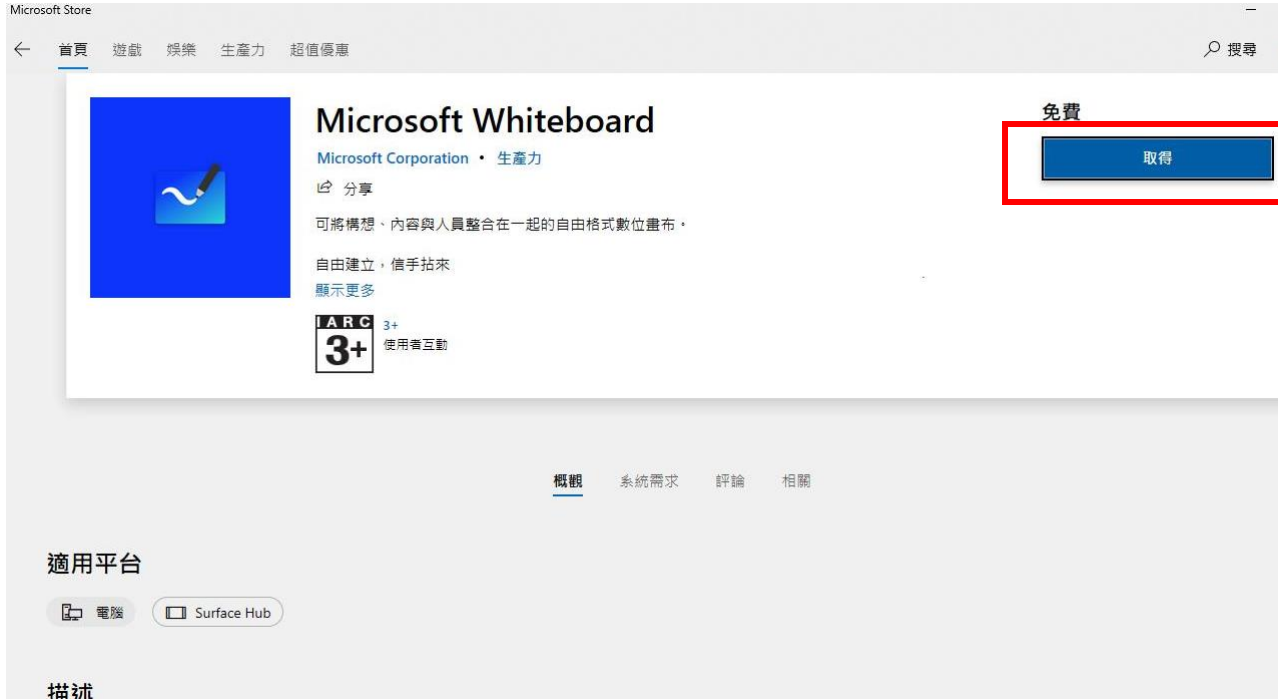 Microsoft Store
首頁 遊戲 娛樂 生產力 超值優惠 搜尋
Microsoft Whiteboard
免費
取得
Microsoft Corporation • 生產力
分享
可將構想、內容與人員整合在一起的自由格式數位畫布。
自由建立，信手拈來
顯示更多
IARC
3+
3+
使用者互動
概觀 系統需求 評論 相關
適用平台
電腦 Surface Hub
描述